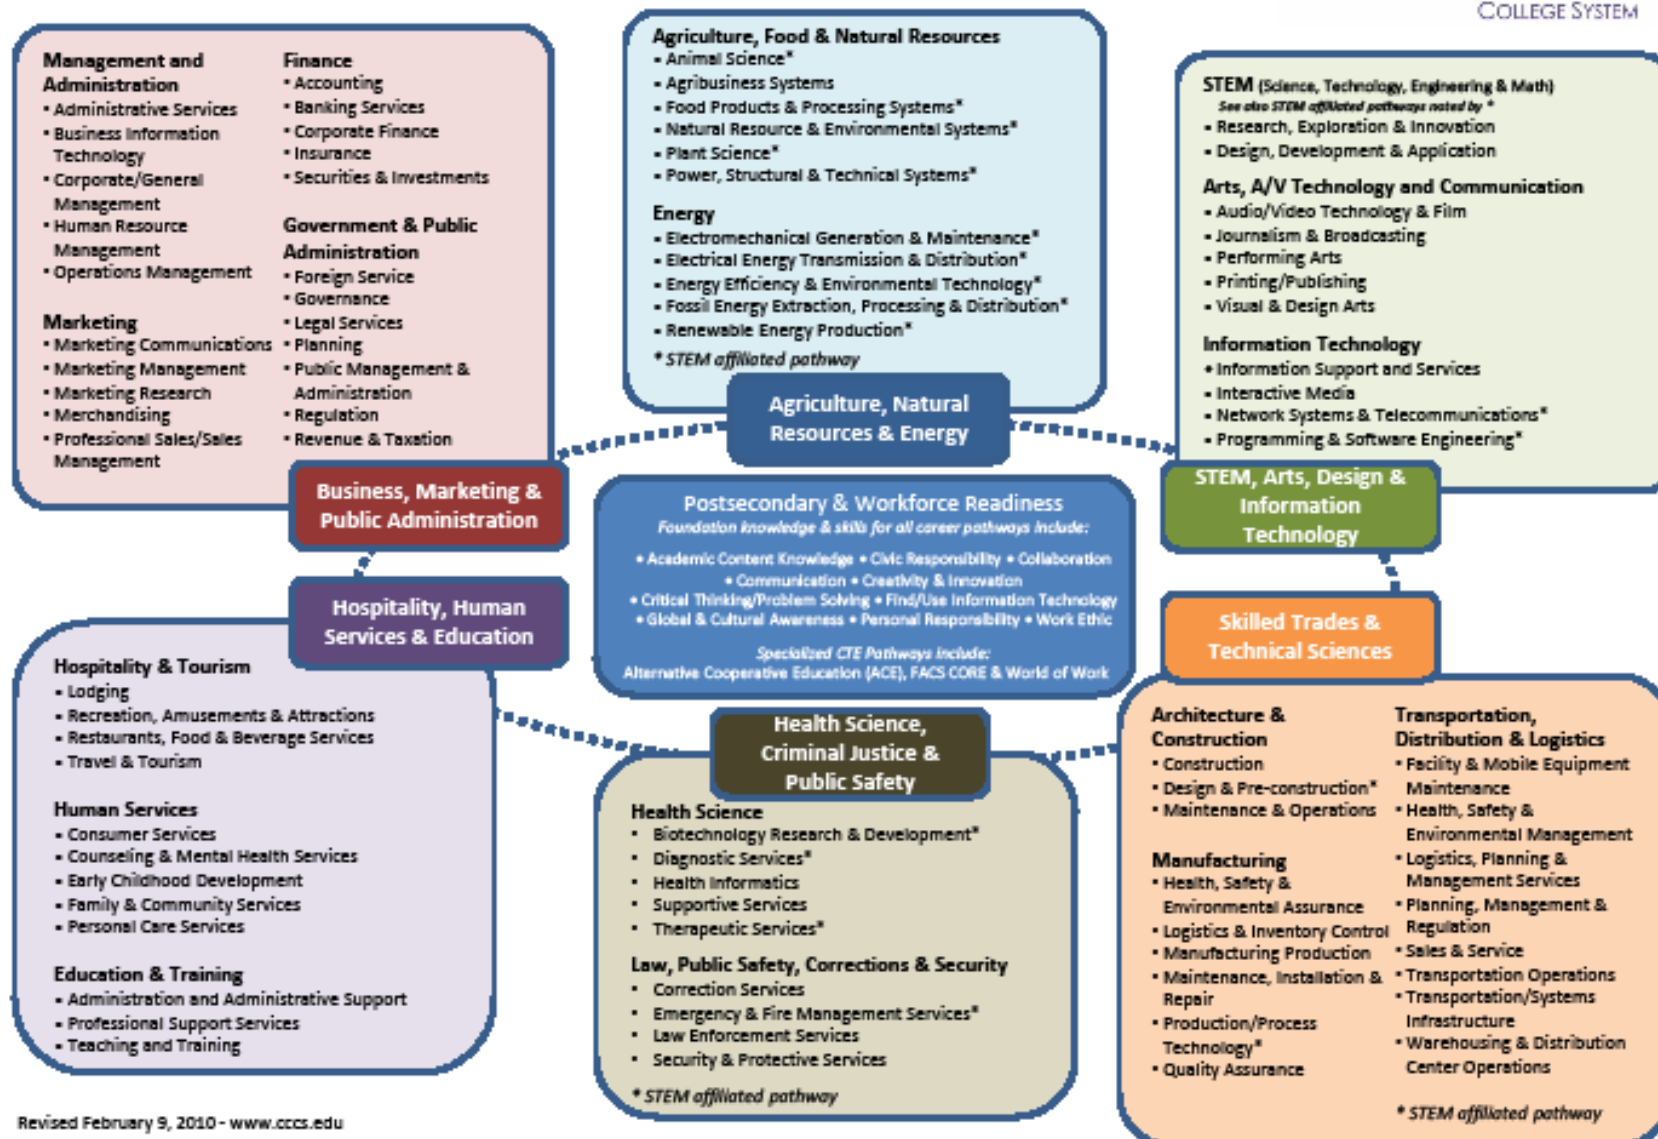 COLLEGE SYSTEM
Management and
Administration
▪ Administrative Services
▪ Business Information
Technology
▪ Corporate/General
Management
▪ Human Resource
Management
▪ Operations Management
Marketing
▪ Marketing Communications
▪ Marketing Management
▪ Marketing Research
▪ Merchandising
▪ Professional Sales/Sales
Management
Finance
▪ Accounting
▪ Banking Services
▪ Corporate Finance
▪ Insurance
▪ Securities & Investments
Government & Public
Administration
▪ Foreign Service
▪ Governance
▪ Legal Services
▪ Planning
▪ Public Management &
Administration
▪ Regulation
▪ Revenue & Taxation
Business, Marketing &
Public Administration
Agriculture, Food & Natural Resources
▪ Animal Science*
▪ Agribusiness Systems
▪ Food Products & Processing Systems*
▪ Natural Resource & Environmental Systems*
▪ Plant Science*
▪ Power, Structural & Technical Systems*
Energy
▪ Electromechanical Generation & Maintenance*
▪ Electrical Energy Transmission & Distribution*
▪ Energy Efficiency & Environmental Technology*
▪ Fossil Energy Extraction, Processing & Distribution*
▪ Renewable Energy Production*
* STEM affiliated pathway
Agriculture, Natural
Resources & Energy
STEM (Science, Technology, Engineering & Math)
See also STEM affiliated pathways noted by *
▪ Research, Exploration & Innovation
▪ Design, Development & Application
Arts, A/V Technology and Communication
▪ Audio/Video Technology & Film
▪ Journalism & Broadcasting
▪ Performing Arts
▪ Printing/Publishing
▪ Visual & Design Arts
Information Technology
• Information Support and Services
▪ Interactive Media
▪ Network Systems & Telecommunications*
▪ Programming & Software Engineering*
STEM, Arts, Design &
Information
Technology
Postsecondary & Workforce Readiness
Foundation knowledge & skills for all career pathways include:
• Academic Content Knowledge • Civic Responsibility • Collaboration
• Communication • Creativity & Innovation
• Critical Thinking/Problem Solving • Find/Use Information Technology
• Global & Cultural Awareness • Personal Responsibility • Work Ethic
Specialized CTE Pathways Include:
Alternative Cooperative Education (ACE), FACS CORE & World of Work
Hospitality, Human
Services & Education
Hospitality & Tourism
▪ Lodging
▪ Recreation, Amusements & Attractions
▪ Restaurants, Food & Beverage Services
▪ Travel & Tourism
Human Services
▪ Consumer Services
▪ Counseling & Mental Health Services
▪ Early Childhood Development
▪ Family & Community Services
▪ Personal Care Services
Education & Training
▪ Administration and Administrative Support
▪ Professional Support Services
▪ Teaching and Training
Health Science,
Criminal Justice &
Public Safety
Health Science
▪ Biotechnology Research & Development*
▪ Diagnostic Services*
▪ Health Informatics
▪ Supportive Services
▪ Therapeutic Services*
Law, Public Safety, Corrections & Security
▪ Correction Services
▪ Emergency & Fire Management Services*
▪ Law Enforcement Services
▪ Security & Protective Services
* STEM affiliated pathway
Skilled Trades &
Technical Sciences
Architecture &
Construction
▪ Construction
▪ Design & Pre-construction*
▪ Maintenance & Operations
Manufacturing
▪ Health, Safety &
Environmental Assurance
▪ Logistics & Inventory Control
▪ Manufacturing Production
▪ Maintenance, Installation &
Repair
▪ Production/Process
Technology*
▪ Quality Assurance
Transportation,
Distribution & Logistics
▪ Facility & Mobile Equipment
Maintenance
▪ Health, Safety &
Environmental Management
▪ Logistics, Planning &
Management Services
▪ Planning, Management &
Regulation
▪ Sales & Service
▪ Transportation Operations
▪ Transportation/Systems
Infrastructure
▪ Warehousing & Distribution
Center Operations
* STEM affiliated pathway
Revised February 9, 2010 - www.cccs.edu